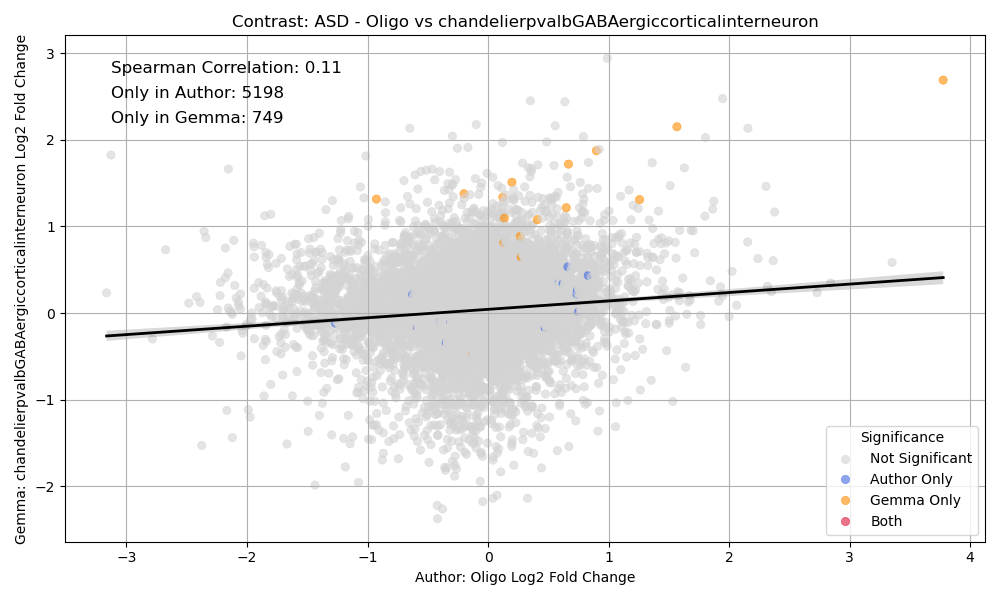 Contrast: ASD - Oligo vs chandelierpvalbGABAergiccorticalinterneuron
Gemma: chandelierpvalbGABAergiccorticalinterneuron Log2 Fold Change
3
2
1
0
−1
−2
Spearman Correlation: 0.11
Only in Author: 5198
Only in Gemma: 749
Significance
Not Significant
Author Only
Gemma Only
Both
−3
−2
−1
0
1
2
3
4
Author: Oligo Log2 Fold Change